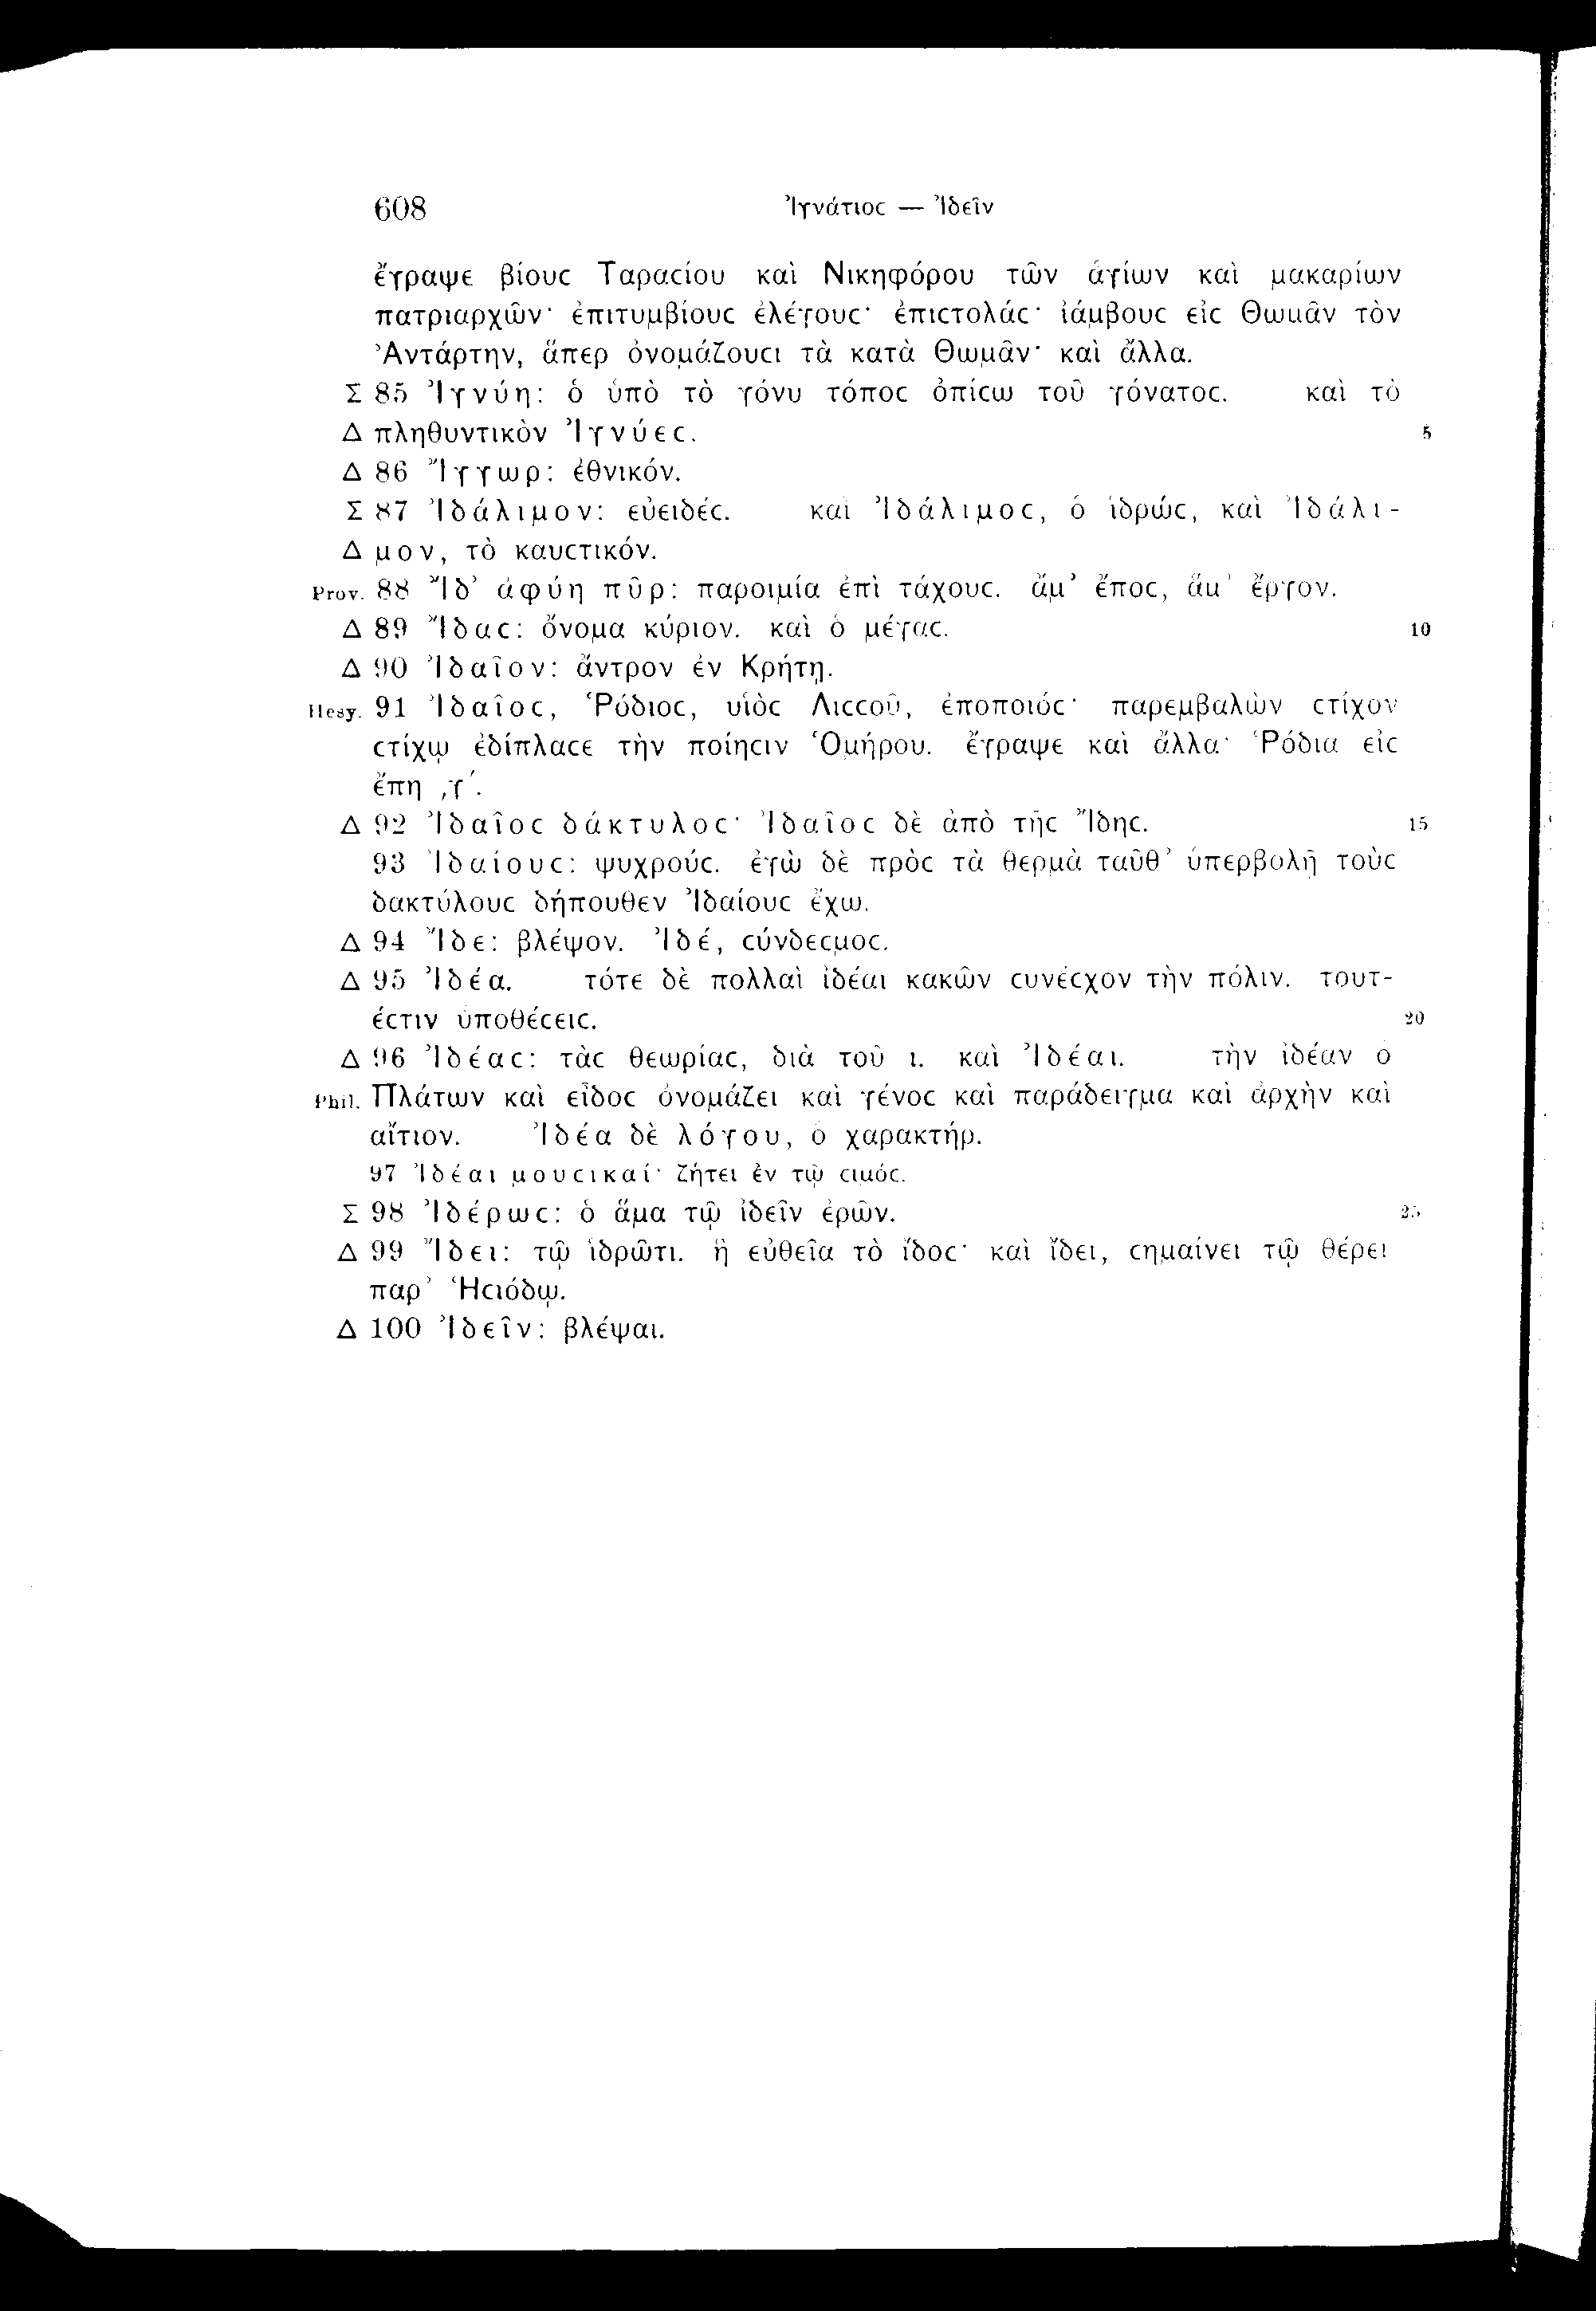 608 Ἰγνάτιοϲ — Ἰδεῖν
ἔγραψε βίουϲ Ταραϲίου καὶ Νικηφόρου τῶν ἁγίων καὶ μακαρίων
πατριαρχῶν· ἐπιτυμβίουϲ ἐλέγουϲ· ἐπιϲτολάϲ· ἰάμβουϲ εἰϲ Θωμᾶν τὸν
Ἀντάρτην, ἅπερ ὀνομάζουϲι τὰ κατὰ Θωμᾶν· καὶ ἄλλα.
Σ 85 Ἰγνύη: ὁ ὑπὸ τὸ γόνυ τόποϲ ὀπίϲω τοῦ γόνατοϲ. καὶ τὸ
Δ πληθυντικὸν Ἰγνύεϲ. 5
Δ 86 Ἴγγωρ: ἐθνικόν.
Σ 87 Ἰδάλιμον: εὐειδέϲ. καὶ Ἰδάλιμοϲ, ὁ ἱδρώϲ, καὶ Ἰδάλι-
Δ μον, τὸ καυϲτικόν.
Prov. 88 Ἴδ’ ἀφύη πῦρ: παροιμία ἐπὶ τάχουϲ. ἅμ’ ἔποϲ, ἅμ’ ἔργον.
Δ 89 Ἴδαϲ: ὄνομα κύριον. καὶ ὁ μέγαϲ. 10
Δ 90 Ἰδαῖον: ἄντρον ἐν Κρήτῃ.
Hesy. 91 Ἰδαῖοϲ, Ῥόδιοϲ, υἱὸϲ Λιϲϲοῦ, ἐποποιόϲ· παρεμβαλὼν ϲτίχον
ϲτίχῳ ἐδίπλαϲε τὴν ποίηϲιν Ὁμήρου. ἔγραψε καὶ ἄλλα· Ῥόδια εἰϲ
ἔπη ͵γ´.
Δ 92 Ἰδαῖοϲ δάκτυλοϲ· Ἰδαῖοϲ δὲ ἀπὸ τῆϲ Ἴδηϲ. 15
93 Ἰδαίουϲ: ψυχρούϲ. ἐγὼ δὲ πρὸϲ τὰ θερμὰ ταῦθ’ ὑπερβολῇ τοὺϲ
δακτύλουϲ δήπουθεν Ἰδαίουϲ ἔχω.
Δ 94 Ἴδε: βλέψον. Ἰδέ, ϲύνδεϲμοϲ.
Δ 95 Ἰδέα. τότε δὲ πολλαὶ ἰδέαι κακῶν ϲυνέϲχον τὴν πόλιν. τουτ-
έϲτιν ὑποθέϲειϲ. 20
Δ 96 Ἰδέαϲ: τὰϲ θεωρίαϲ, διὰ τοῦ ι. καὶ Ἰδέαι. τὴν ἰδέαν ὁ
Phil. Πλάτων καὶ εἶδοϲ ὀνομάζει καὶ γένοϲ καὶ παράδειγμα καὶ ἀρχὴν καὶ
αἴτιον. Ἰδέα δὲ λόγου, ὁ χαρακτήρ.
97 Ἰδέαι μουϲικαί· ζήτει ἐν τῷ ϲιμόϲ.
Σ 98 Ἰδέρωϲ: ὁ ἅμα τῷ ἰδεῖν ἐρῶν. 25
Δ 99 Ἴδει: τῷ ἱδρῶτι. ἡ εὐθεῖα τὸ ἶδοϲ· καὶ ἴδει, ϲημαίνει τῷ θέρει
παρ’ Ἡϲιόδῳ.
Δ 100 Ἰδεῖν: βλέψαι.